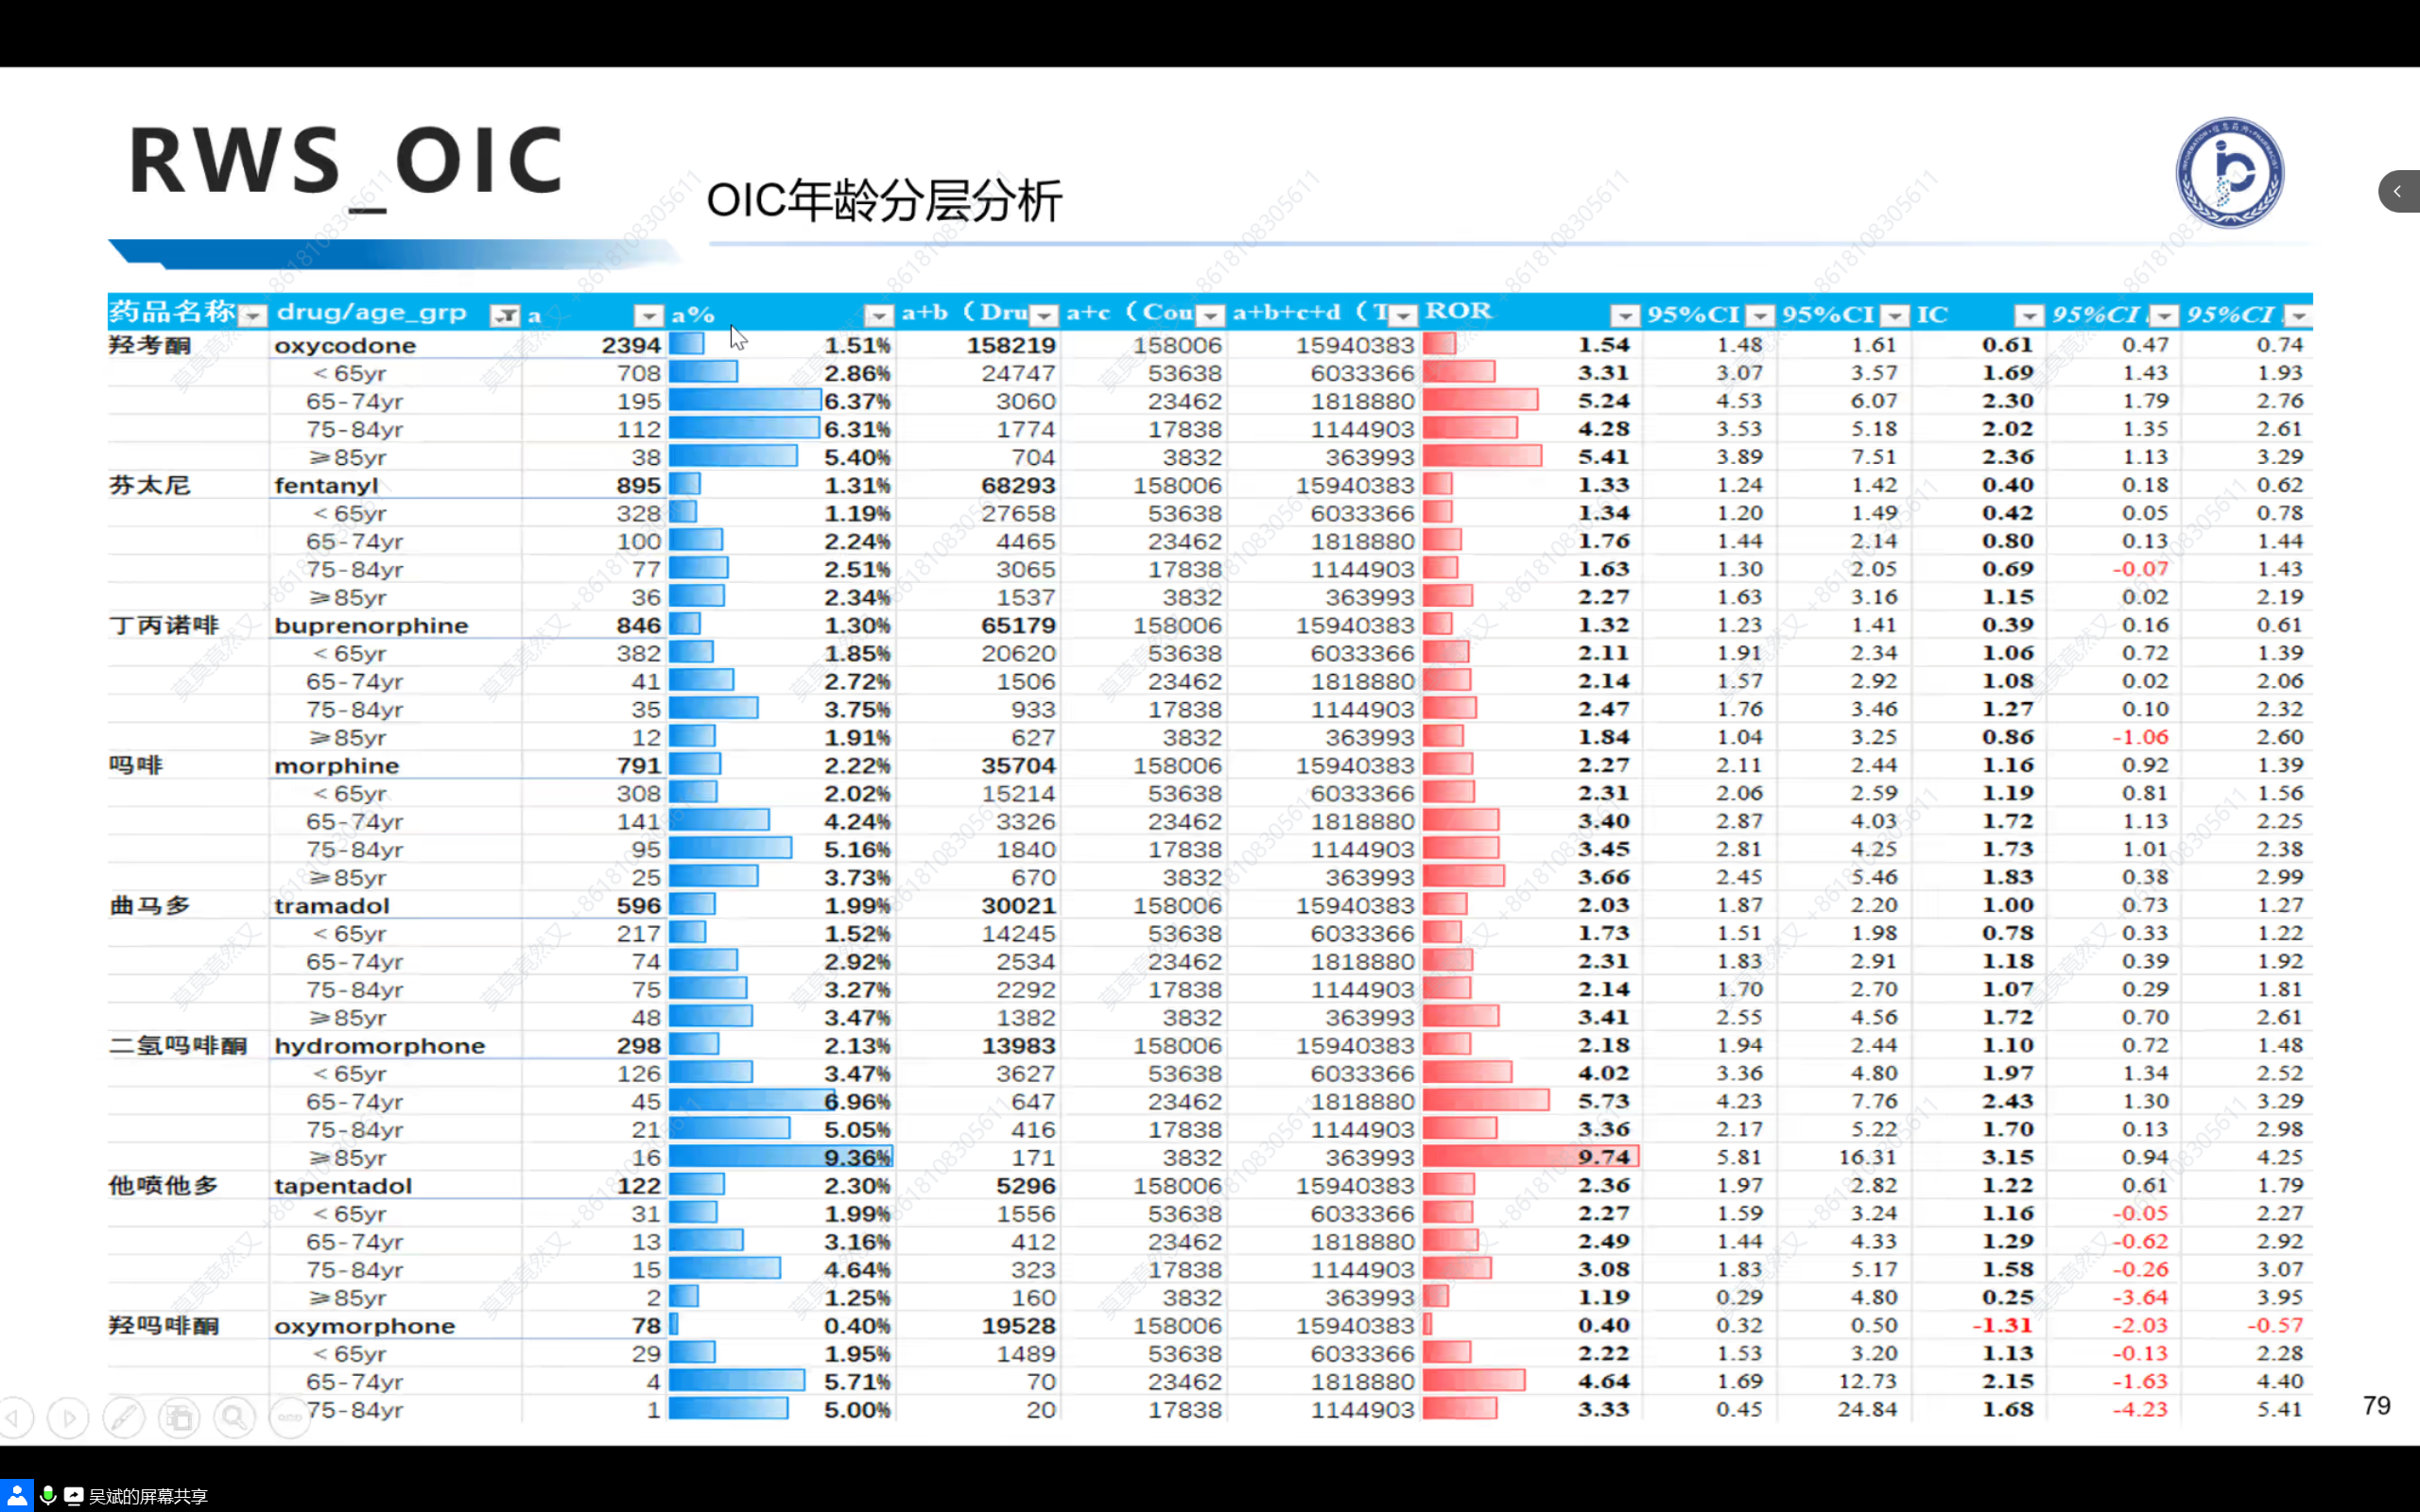 RWS_OIC
OIC年龄分层分析
药品名称 drug/age_grp a a% a+b（Dru a+c（Cou a+b+c+d（T ROR 95%CI 95%CI IC 95%CI 95%CI
羟考酮 oxycodone 2394 1.51% 158219 158006 15940383 1.54 1.48 1.61 0.61 0.47 0.74
＜65yr 708 2.86% 24747 53638 6033366 3.31 3.07 3.57 1.69 1.43 1.93
65-74yr 195 6.37% 3060 23462 1818880 5.24 4.53 6.07 2.30 1.79 2.76
75-84yr 112 6.31% 1774 17838 1144903 4.28 3.53 5.18 2.02 1.35 2.61
≥85yr 38 5.40% 704 3832 363993 5.41 3.89 7.51 2.36 1.13 3.29
芬太尼 fentanyl 895 1.31% 68293 158006 15940383 1.33 1.24 1.42 0.40 0.18 0.62
＜65yr 328 1.19% 27658 53638 6033366 1.34 1.20 1.49 0.42 0.05 0.78
65-74yr 100 2.24% 4465 23462 1818880 1.76 1.44 2.14 0.80 0.13 1.44
75-84yr 77 2.51% 3065 17838 1144903 1.63 1.30 2.05 0.69 -0.07 1.43
≥85yr 36 2.34% 1537 3832 363993 2.27 1.63 3.16 1.15 0.02 2.19
丁丙诺啡 buprenorphine 846 1.30% 65179 158006 15940383 1.32 1.23 1.41 0.39 0.16 0.61
＜65yr 382 1.85% 20620 53638 6033366 2.11 1.91 2.34 1.06 0.72 1.39
65-74yr 41 2.72% 1506 23462 1818880 2.14 1.57 2.92 1.08 0.02 2.06
75-84yr 35 3.75% 933 17838 1144903 2.47 1.76 3.46 1.27 0.10 2.32
≥85yr 12 1.91% 627 3832 363993 1.84 1.04 3.25 0.86 -1.06 2.60
吗啡 morphine 791 2.22% 35704 158006 15940383 2.27 2.11 2.44 1.16 0.92 1.39
＜65yr 308 2.02% 15214 53638 6033366 2.31 2.06 2.59 1.19 0.81 1.56
65-74yr 141 4.24% 3326 23462 1818880 3.40 2.87 4.03 1.72 1.13 2.25
75-84yr 95 5.16% 1840 17838 1144903 3.45 2.81 4.25 1.73 1.01 2.38
≥85yr 25 3.73% 670 3832 363993 3.66 2.45 5.46 1.83 0.38 2.99
曲马多 tramadol 596 1.99% 30021 158006 15940383 2.03 1.87 2.20 1.00 0.73 1.27
＜65yr 217 1.52% 14245 53638 6033366 1.73 1.51 1.98 0.78 0.33 1.22
65-74yr 74 2.92% 2534 23462 1818880 2.31 1.83 2.91 1.18 0.39 1.92
75-84yr 75 3.27% 2292 17838 1144903 2.14 1.70 2.70 1.07 0.29 1.81
≥85yr 48 3.47% 1382 3832 363993 3.41 2.55 4.56 1.72 0.70 2.61
二氢吗啡酮 hydromorphone 298 2.13% 13983 158006 15940383 2.18 1.94 2.44 1.10 0.72 1.48
＜65yr 126 3.47% 3627 53638 6033366 4.02 3.36 4.80 1.97 1.34 2.52
65-74yr 45 6.96% 647 23462 1818880 5.73 4.23 7.76 2.43 1.30 3.29
75-84yr 21 5.05% 416 17838 1144903 3.36 2.17 5.22 1.70 0.13 2.98
≥85yr 16 9.36% 171 3832 363993 9.74 5.81 16.31 3.15 0.94 4.25
他喷他多 tapentadol 122 2.30% 5296 158006 15940383 2.36 1.97 2.82 1.22 0.61 1.79
＜65yr 31 1.99% 1556 53638 6033366 2.27 1.59 3.24 1.16 -0.05 2.27
65-74yr 13 3.16% 412 23462 1818880 2.49 1.44 4.33 1.29 -0.62 2.92
75-84yr 15 4.64% 323 17838 1144903 3.08 1.83 5.17 1.58 -0.26 3.07
≥85yr 2 1.25% 160 3832 363993 1.19 0.29 4.80 0.25 -3.64 3.95
羟吗啡酮 oxymorphone 78 0.40% 19528 158006 15940383 0.40 0.32 0.50 -1.31 -2.03 -0.57
＜65yr 29 1.95% 1489 53638 6033366 2.22 1.53 3.20 1.13 -0.13 2.28
65-74yr 4 5.71% 70 23462 1818880 4.64 1.69 12.73 2.15 -1.63 4.40
75-84yr 1 5.00% 20 17838 1144903 3.33 0.45 24.84 1.68 -4.23 5.41
79
吴斌的屏幕共享